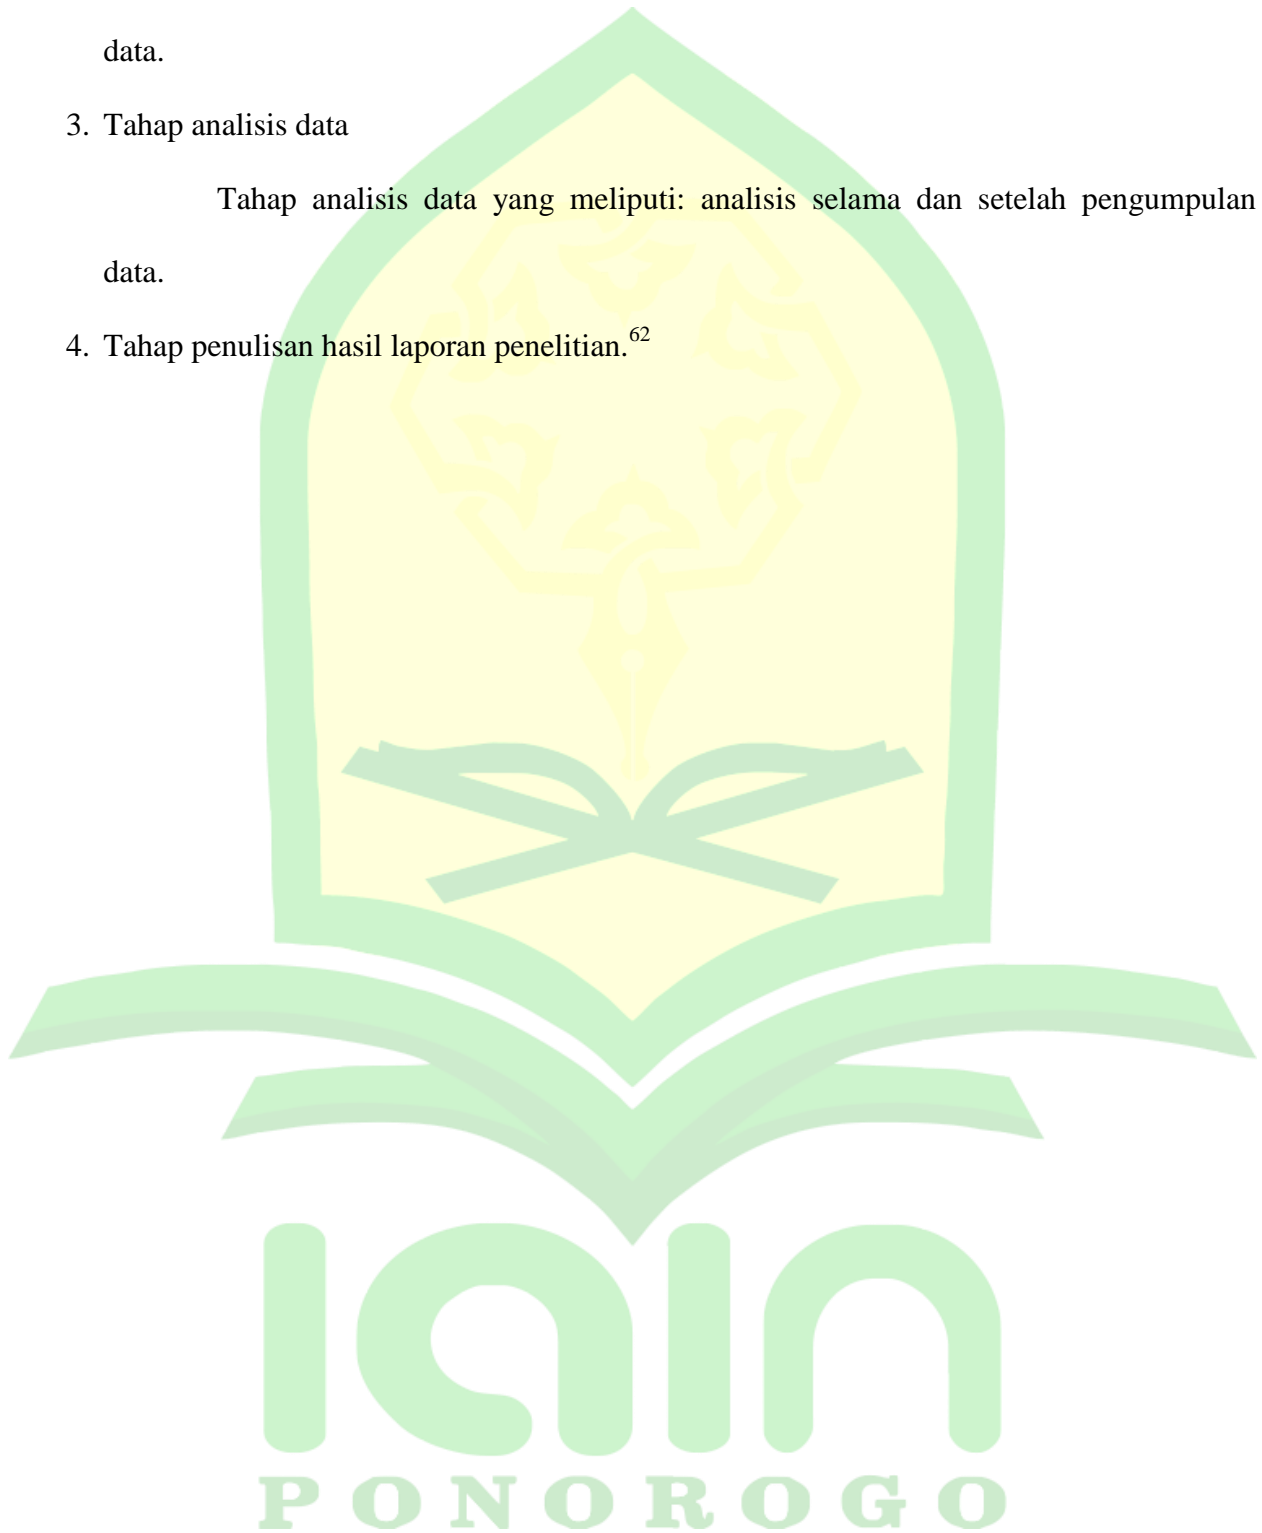 data.
3. Tahap analisis data
Tahap analisis data yang meliputi: analisis selama dan setelah pengumpulan
data.
4. Tahap penulisan hasil laporan penelitian.62
iain
PONOROGO